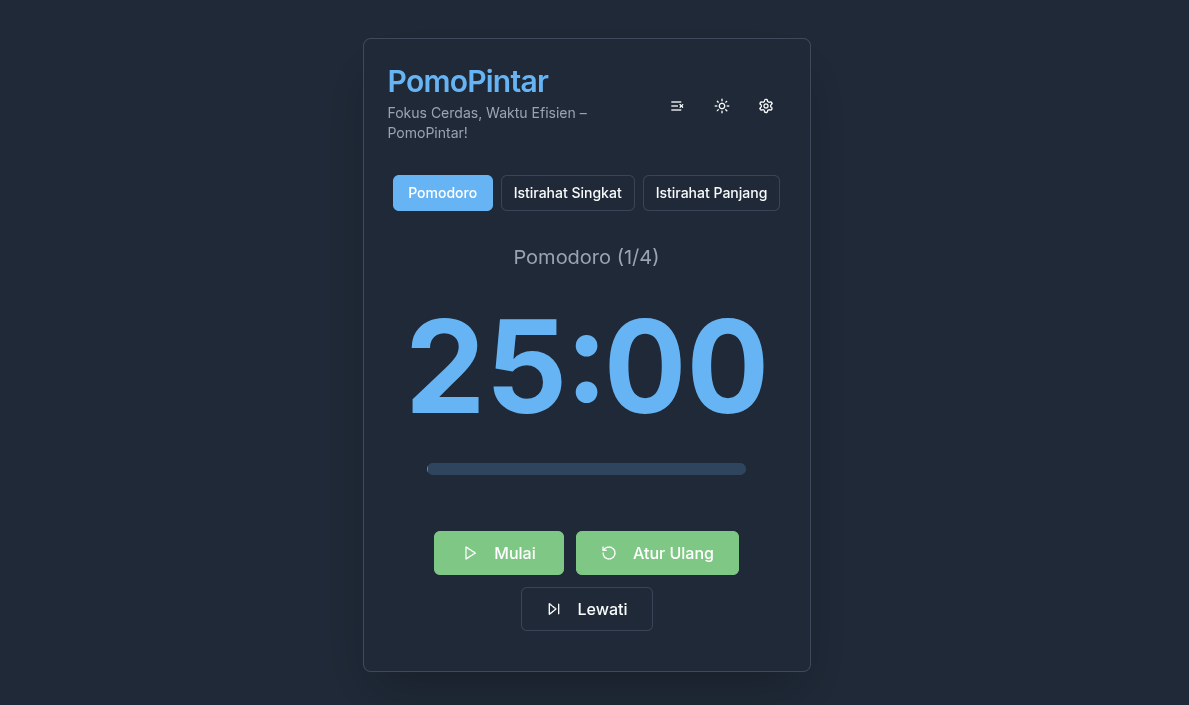 PomoPintar
Fokus Cerdas, Waktu Efisien –
PomoPintar!
Pomodoro
Istirahat Singkat
Istirahat Panjang
Pomodoro (1/4)
25:00
Mulai
Atur Ulang
Lewati